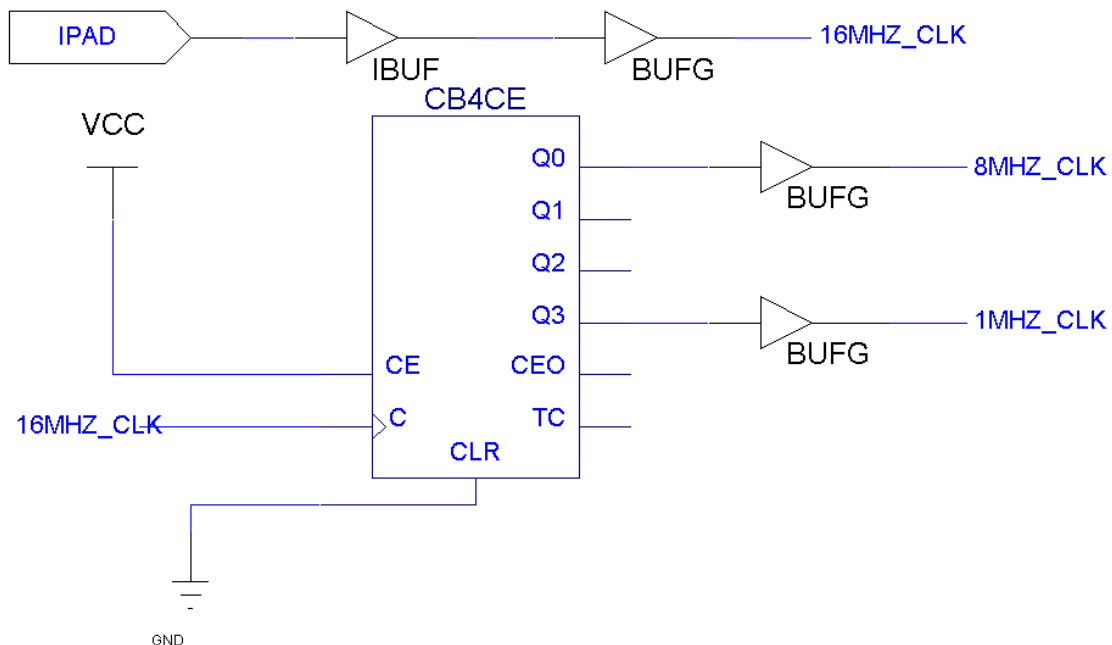 IPAD
IBUF
BUFG
16MHZ_CLK
CB4CE
VCC
Q0
BUFG
8MHZ_CLK
Q1
Q2
Q3
BUFG
1MHZ_CLK
CE
CEO
16MHZ_CLK
C
TC
CLR
GND